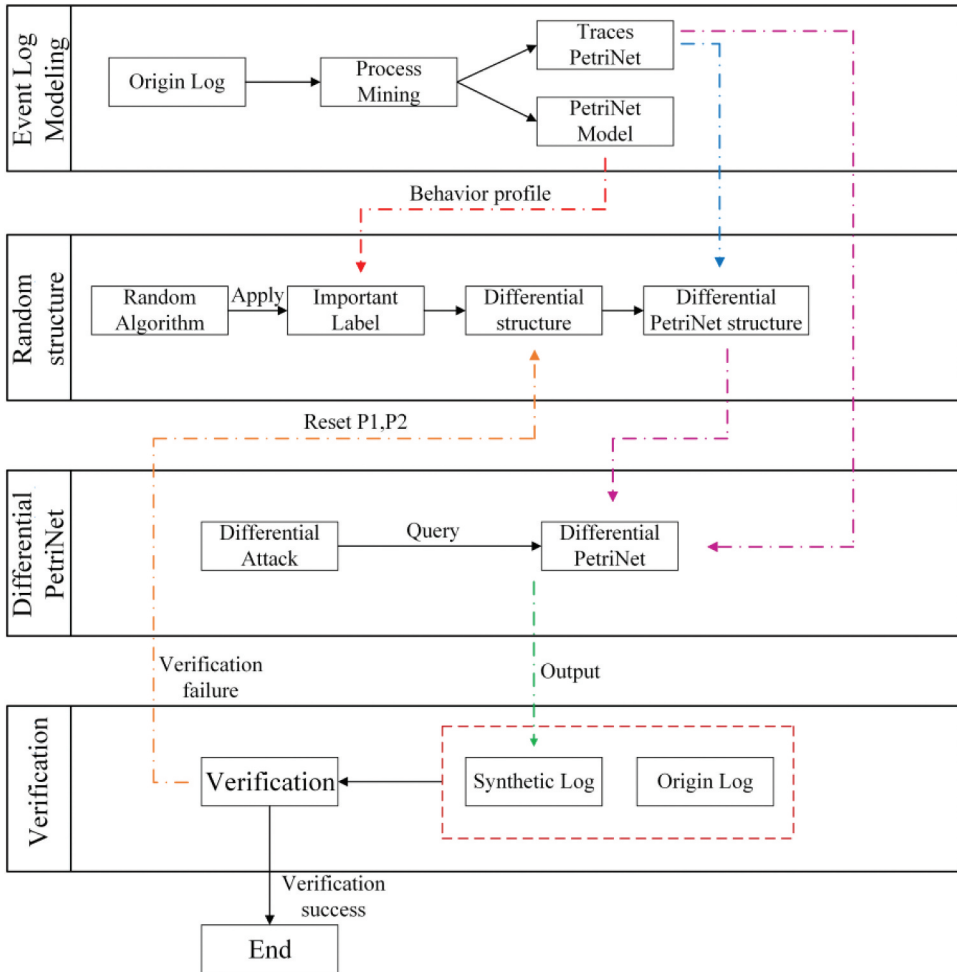 Event Log
Modeling
Origin Log
Process
Mining
Traces
PetriNet
PetriNet
Model
Behavior profile
Random
structure
Random
Algorithm
Apply
Important
Label
Differential
structure
Differential
PetriNet structure
Reset P1,P2
Differential
PetriNet
Differential
Attack
Query
Differential
PetriNet
Verification
failure
Output
Verification
Verification
Synthetic Log
Origin Log
Verification
success
End